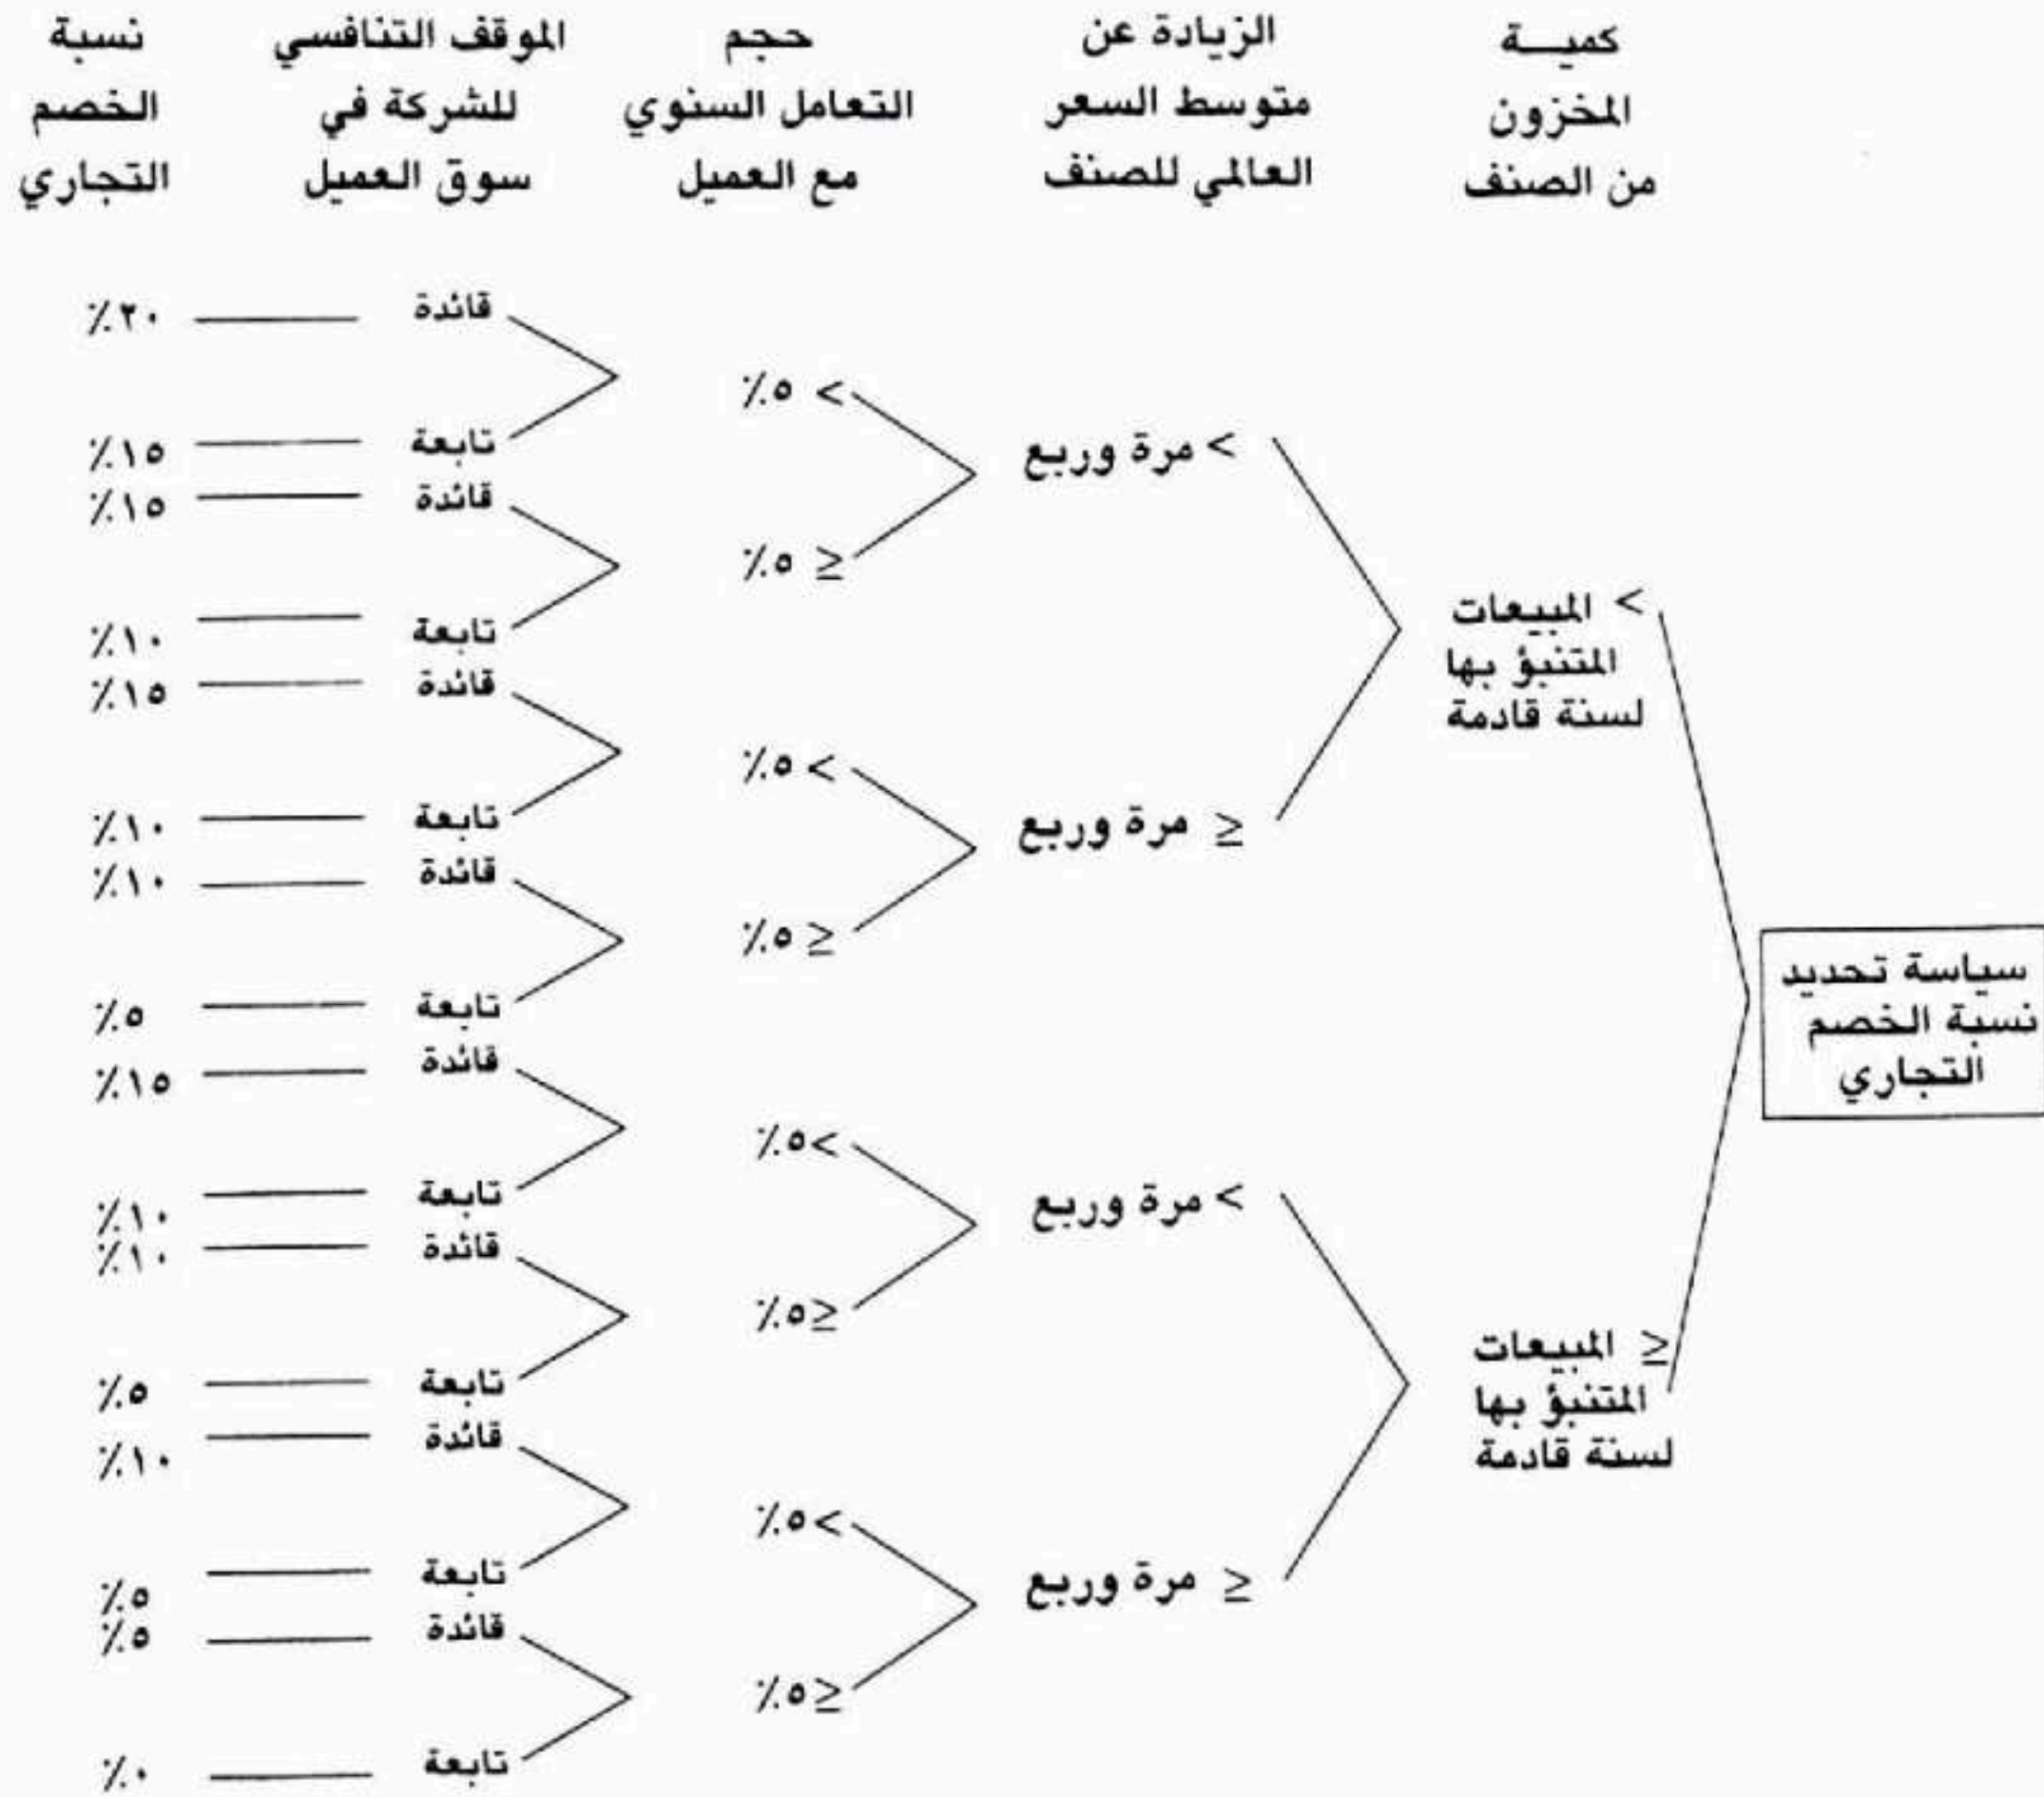 كمية
المخزون
من الصنف
الزيادة عن
متوسط السعر
العالمي للصنف
حجم
التعامل السنوي
مع العميل
الموقف التنافسي
للشركة في
سوق العميل
نسبة
الخصم
التجاري
سياسة تحديد
نسبة الخصم
التجاري
> المبيعات
المتنبؤ بها
لسنة قادمة
≤ المبيعات
المتنبؤ بها
لسنة قادمة
> مرة وربع
≤ مرة وربع
> مرة وربع
≤ مرة وربع
> ٥٪
≤ ٥٪
> ٥٪
≤ ٥٪
> ٥٪
≤ ٥٪
> ٥٪
≤ ٥٪
قائدة ٢٠٪
تابعة ١٥٪
قائدة ١٥٪
تابعة ١٠٪
قائدة ١٥٪
تابعة ١٠٪
قائدة ١٠٪
تابعة ٥٪
قائدة ١٥٪
تابعة ١٠٪
قائدة ١٠٪
تابعة ٥٪
قائدة ١٠٪
تابعة ٥٪
قائدة ٥٪
تابعة ٠٪